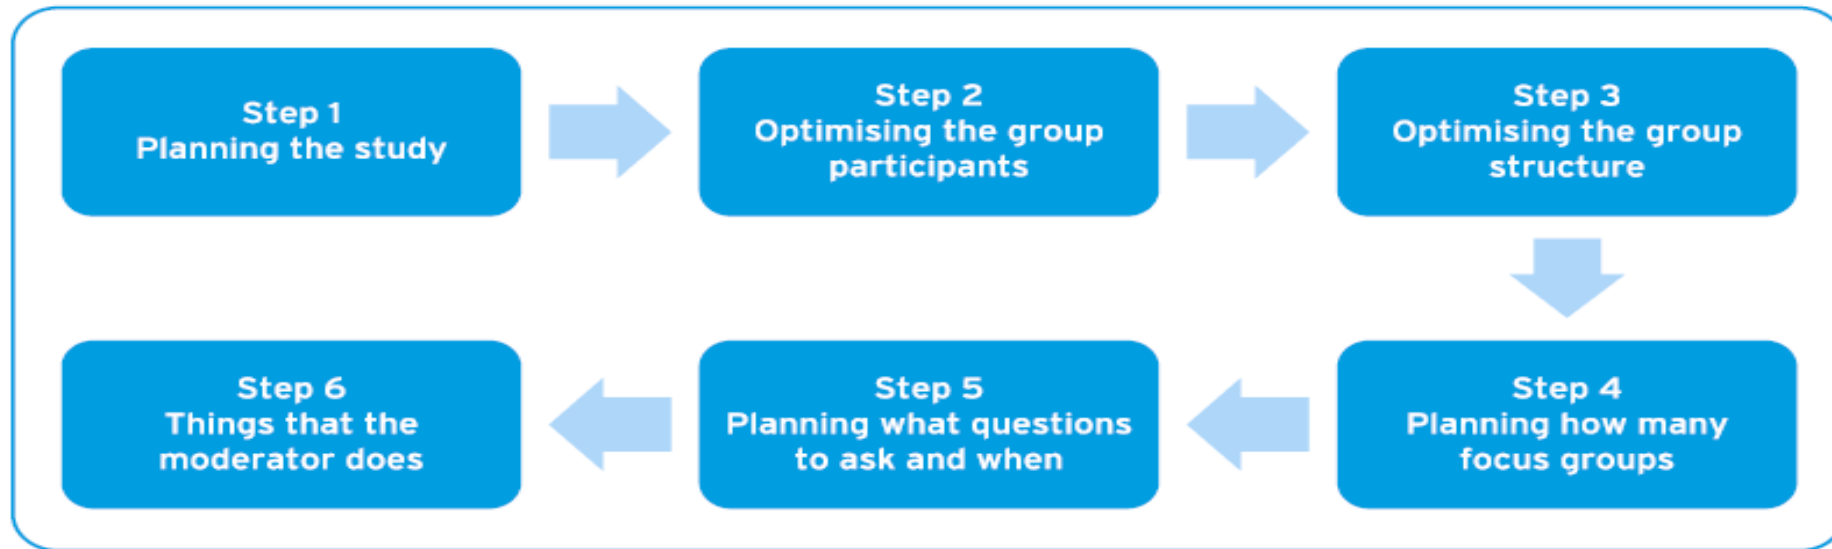 Step 1
Planning the study
Step 2
Optimising the group
participants
Step 3
Optimising the group
structure
Step 4
Planning how many
focus groups
Step 5
Planning what questions
to ask and when
Step 6
Things that the
moderator does